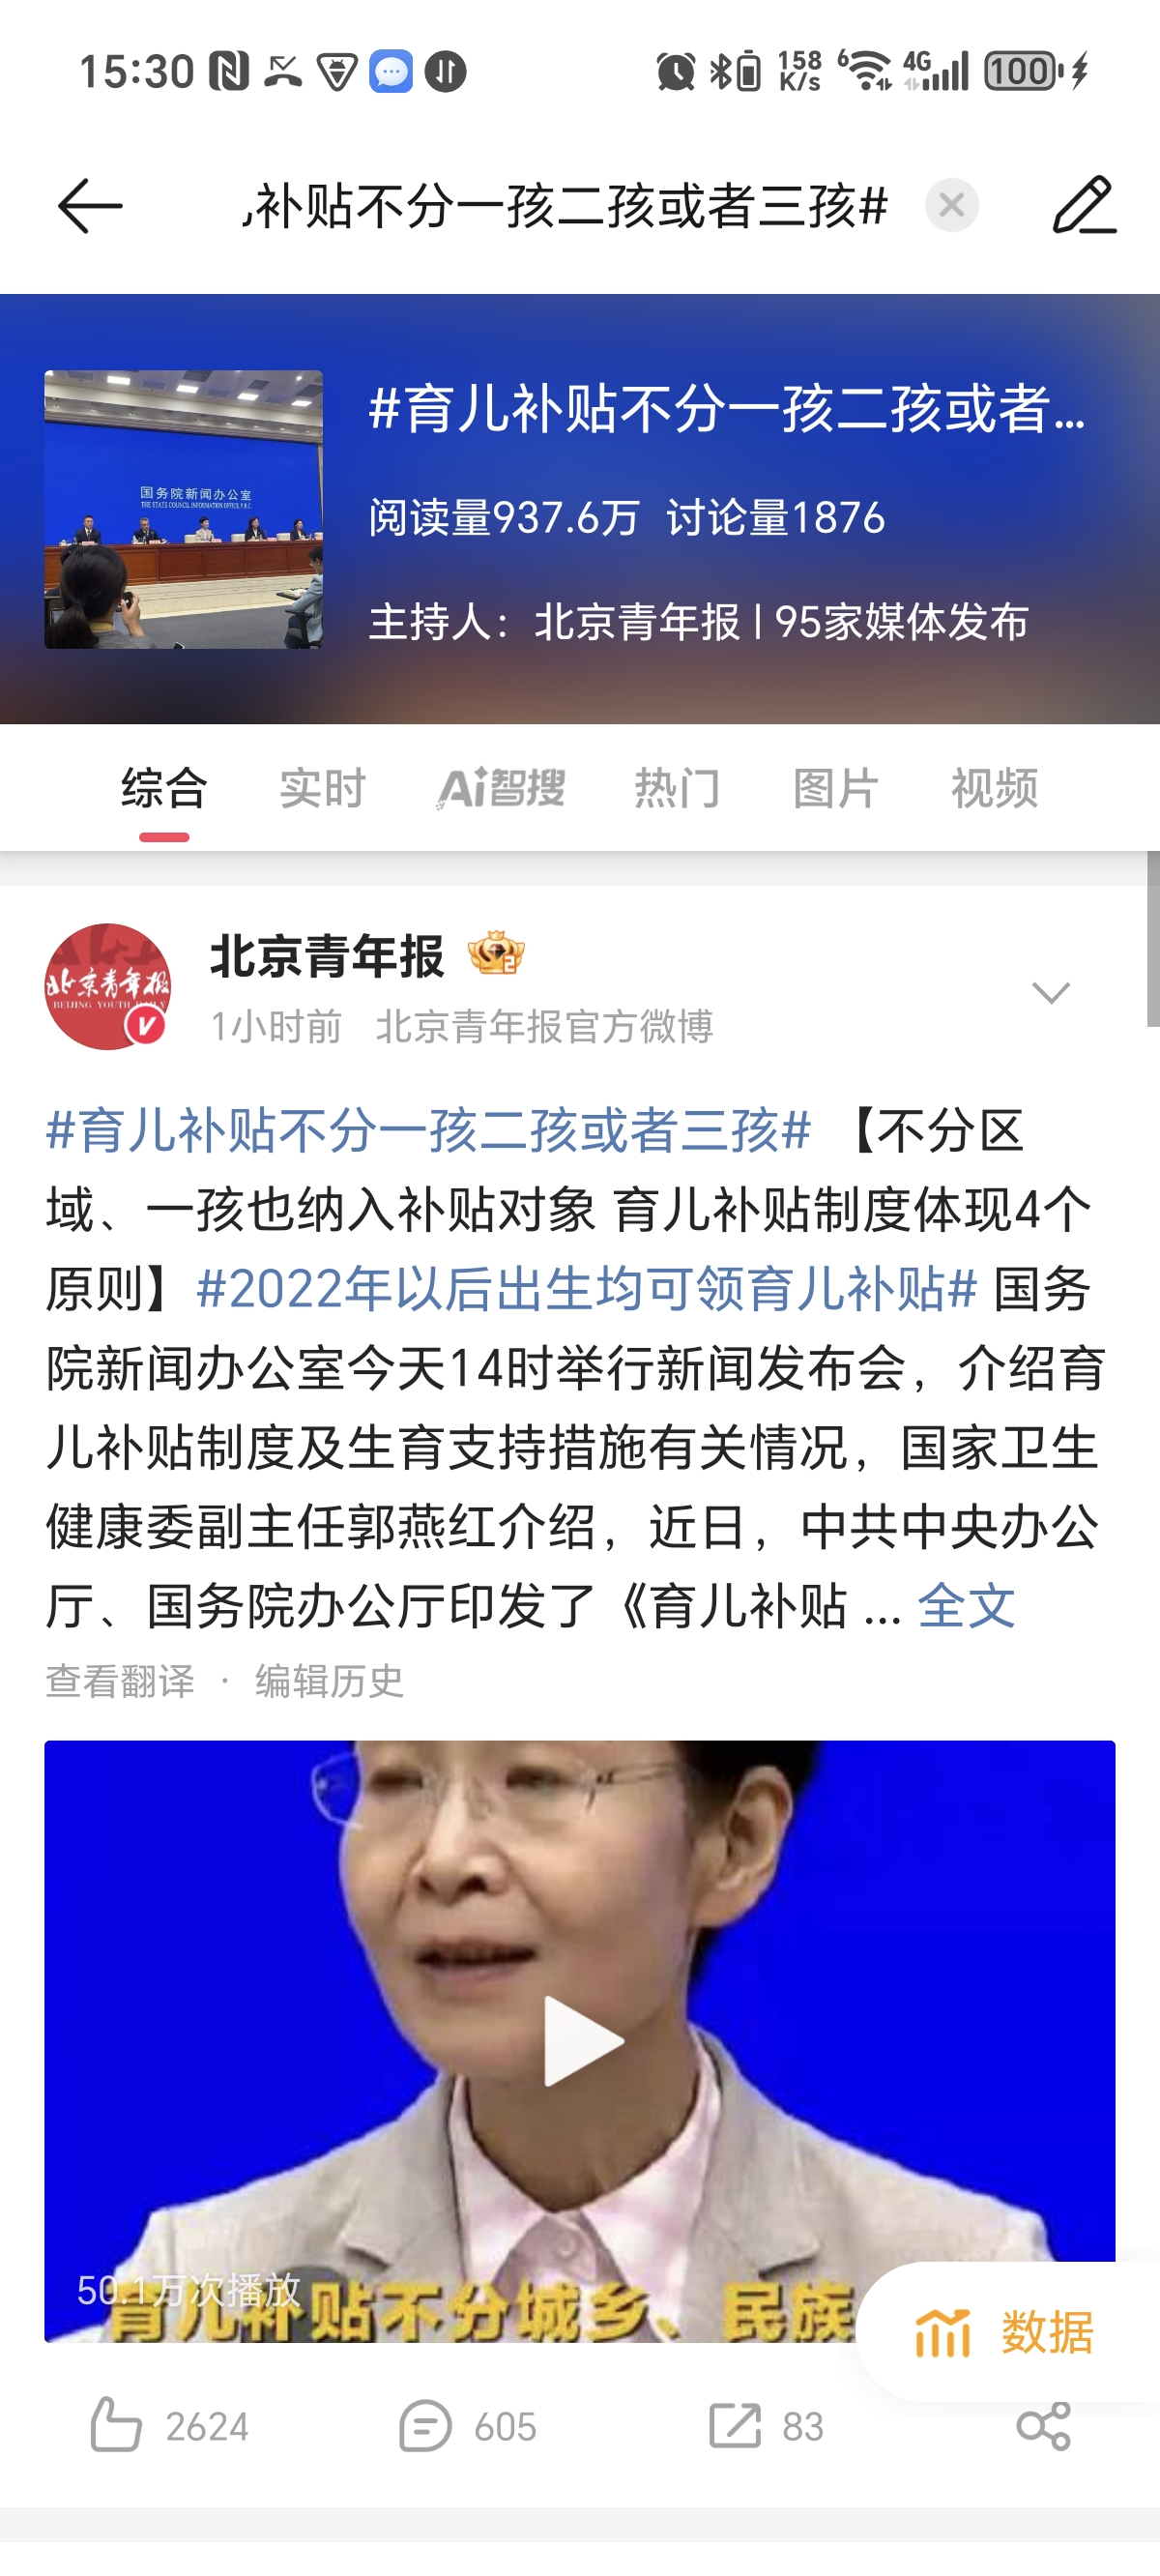 15:30
158 K/s
6
4G
100
补贴不分一孩二孩或者三孩#
国务院新闻办公室
THE STATE COUNCIL INFORMATION OFFICE, P.R.C
#育儿补贴不分一孩二孩或者...
阅读量937.6万 讨论量1876
主持人：北京青年报 | 95家媒体发布
综合 实时 Ai智搜 热门 图片 视频
北京青年报
BEIJING YOUTH DAILY
北京青年报
2
1小时前 北京青年报官方微博
#育儿补贴不分一孩二孩或者三孩# 【不分区
域、一孩也纳入补贴对象 育儿补贴制度体现4个
原则】#2022年以后出生均可领育儿补贴# 国务
院新闻办公室今天14时举行新闻发布会，介绍育
儿补贴制度及生育支持措施有关情况，国家卫生
健康委副主任郭燕红介绍，近日，中共中央办公
厅、国务院办公厅印发了《育儿补贴 ... 全文
查看翻译 · 编辑历史
50.1万次播放
育儿补贴不分城乡、民族
数据
2624 605 83